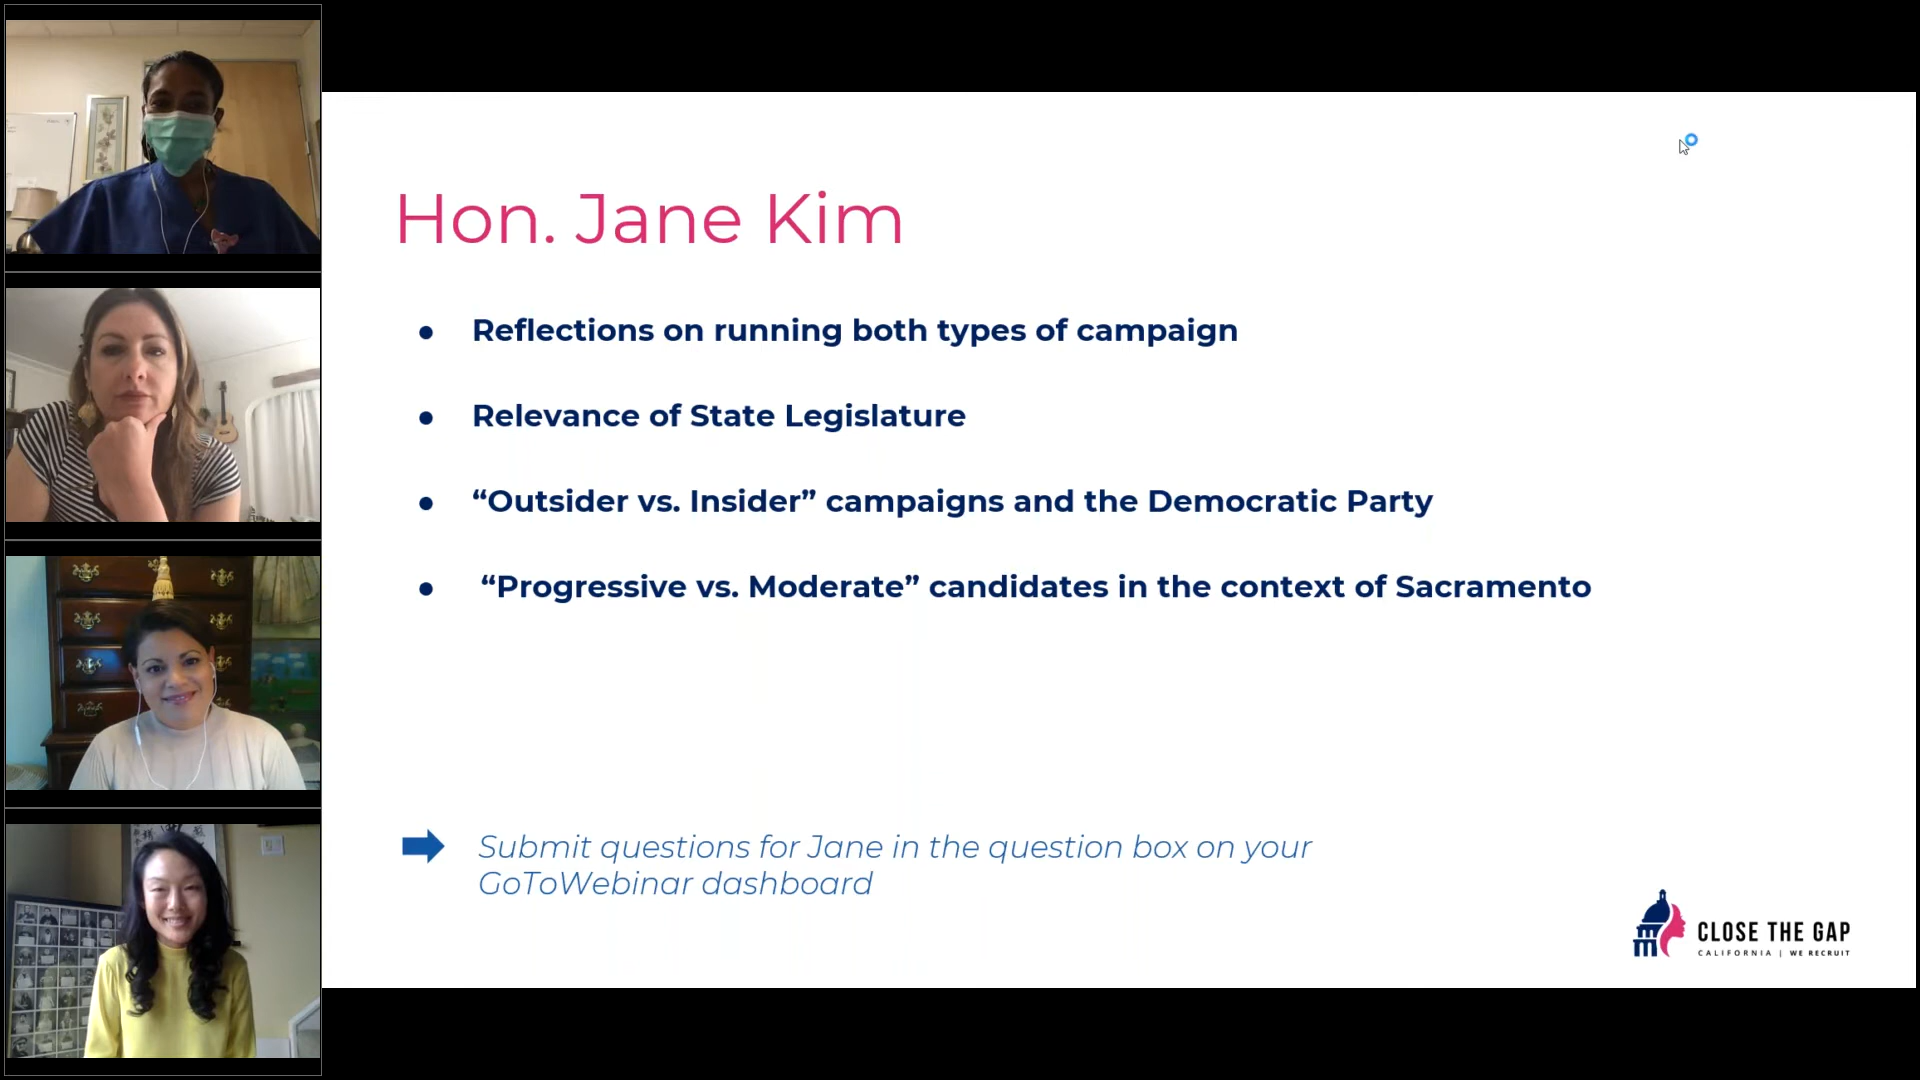 Hon. Jane Kim
● Reflections on running both types of campaign
● Relevance of State Legislature
● “Outsider vs. Insider” campaigns and the Democratic Party
● “Progressive vs. Moderate” candidates in the context of Sacramento
Submit questions for Jane in the question box on your
GoToWebinar dashboard
CLOSE THE GAP
CALIFORNIA | WE RECRUIT